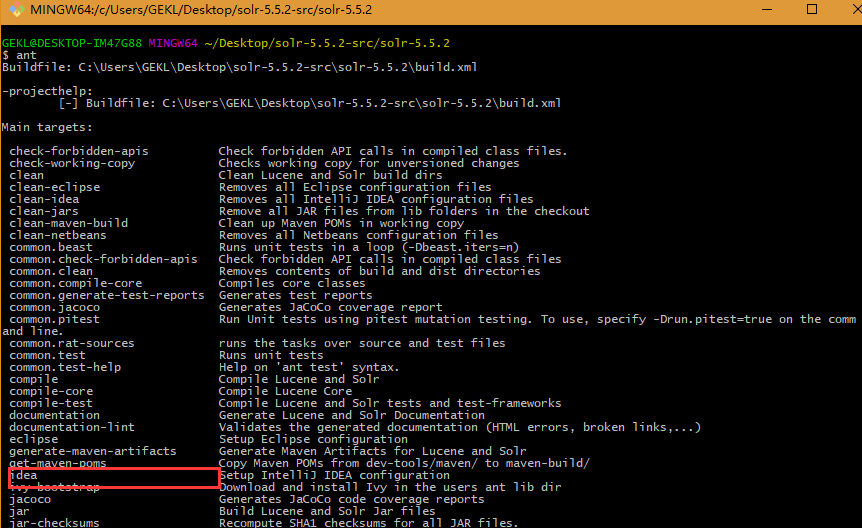 MINGW64:/c/Users/GEKL/Desktop/solr-5.5.2-src/solr-5.5.2
GEKL@DESKTOP-IM47G88 MINGW64 ~/Desktop/solr-5.5.2-src/solr-5.5.2
$ ant
Buildfile: C:\Users\GEKL\Desktop\solr-5.5.2-src\solr-5.5.2\build.xml
-projecthelp:
[-] Buildfile: C:\Users\GEKL\Desktop\solr-5.5.2-src\solr-5.5.2\build.xml
Main targets:
check-forbidden-apis Check forbidden API calls in compiled class files.
check-working-copy Checks working copy for unversioned changes
clean Clean Lucene and Solr build dirs
clean-eclipse Removes all Eclipse configuration files
clean-idea Removes all IntelliJ IDEA configuration files
clean-jars Remove all JAR files from lib folders in the checkout
clean-maven-build Clean up Maven POMs in working copy
clean-netbeans Removes all Netbeans configuration files
common.beast Runs unit tests in a loop (-Dbeast.iters=n)
common.check-forbidden-apis Check forbidden API calls in compiled class files
common.clean Removes contents of build and dist directories
common.compile-core Compiles core classes
common.generate-test-reports Generates test reports
common.jacoco Generates JaCoCo coverage report
common.pitest Run Unit tests using pitest mutation testing. To use, specify -Drun.pitest=true on the comm
and line.
common.rat-sources runs the tasks over source and test files
common.test Runs unit tests
common.test-help Help on 'ant test' syntax.
compile Compile Lucene and Solr
compile-core Compile Lucene Core
compile-test Compile Lucene and Solr tests and test-frameworks
documentation Generate Lucene and Solr Documentation
documentation-lint Validates the generated documentation (HTML errors, broken links,...)
eclipse Setup Eclipse configuration
generate-maven-artifacts Generate Maven Artifacts for Lucene and Solr
get-maven-poms Copy Maven POMs from dev-tools/maven/ to maven-build/
idea Setup IntelliJ IDEA configuration
ivy-bootstrap Download and install Ivy in the users ant lib dir
jacoco Generates JaCoCo code coverage reports
jar Build Lucene and Solr Jar files
jar-checksums Recompute SHA1 checksums for all JAR files.